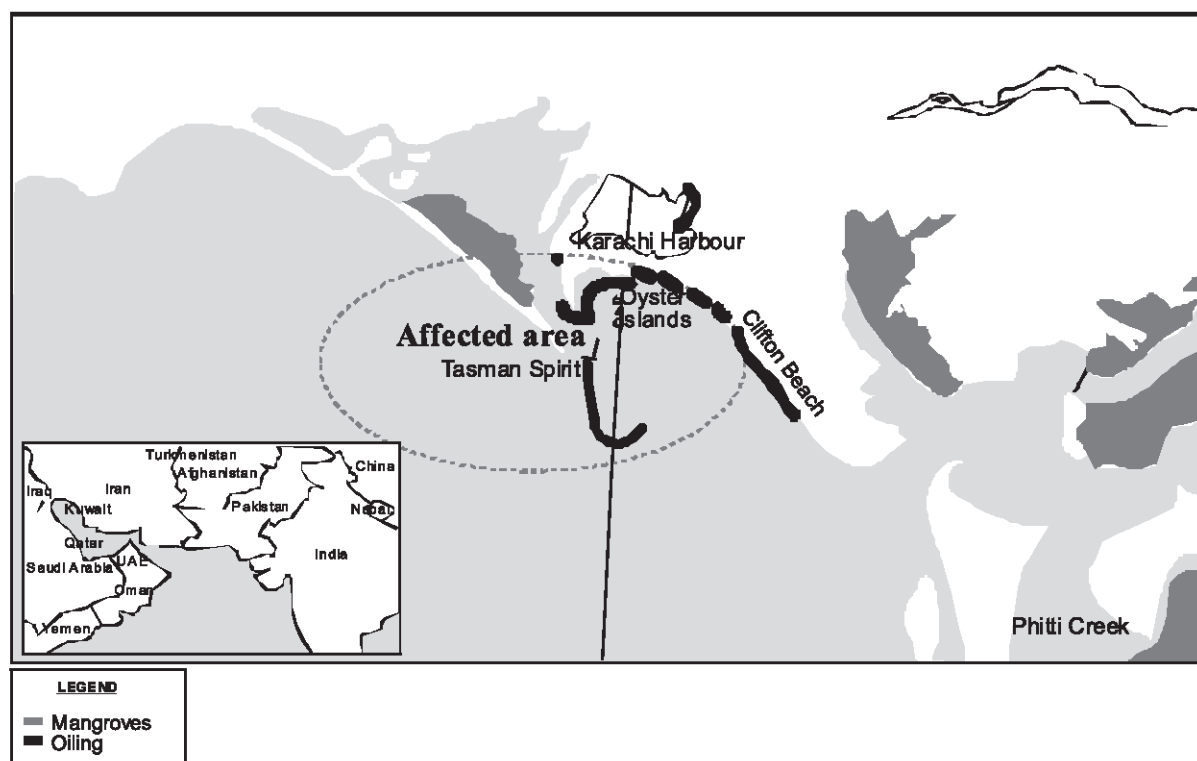 Karachi Harbour
Oyster
Islands
Clifton Beach
Affected area
Tasman Spirit
Phitti Creek
Turkmenistan
Afghanistan
China
Iraq
Iran
Kuwait
Pakistan
Nepal
Qatar
UAE
India
Saudi Arabia
Oman
Yemen
LEGEND
Mangroves
Oiling